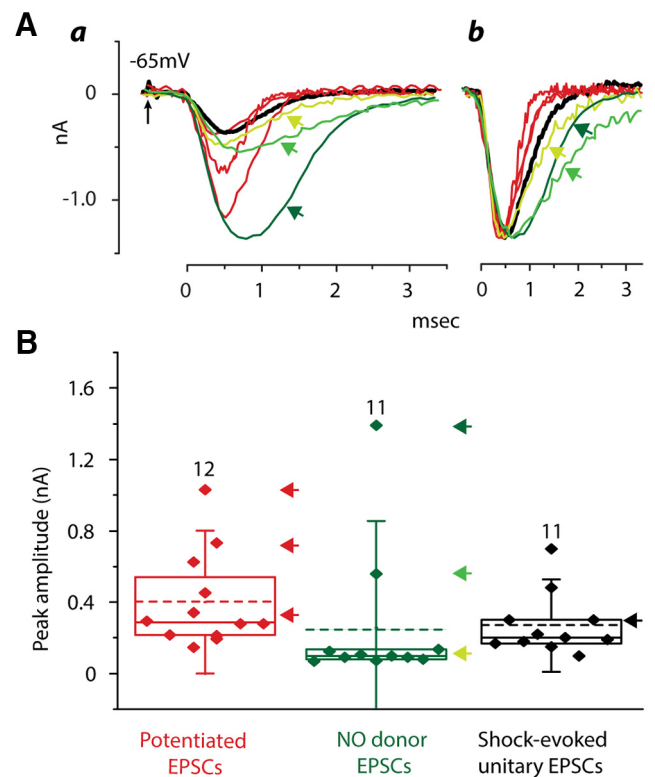 A
a
b
-65mV
0
nA
-1.0
0 1 2 3
0 1 2 3
msec
B
Peak amplitude (nA)
1.6
1.2
0.8
0.4
0
12
11
11
Potentiated
EPSCs
NO donor
EPSCs
Shock-evoked
unitary EPSCs